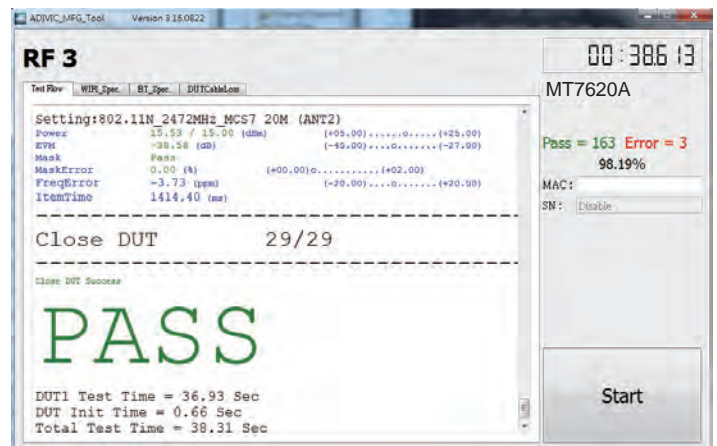 ADIVIC_MFG_Tool Version 3.16.0822
RF 3
00:38.613
Test Flow WIFI_Spec. BT_Spec. DUTCableLoss
MT7620A
Setting:802.11N_2472MHz_MCS7 20M (ANT2)
Power 15.53 / 15.00 (dBm) (+05.00)......o.....(+25.00)
EVM -38.58 (dB) (-45.00)....o.......(-27.00)
Mask Pass
MaskError 0.00 (%) (+00.00)o...........(+02.00)
FreqError -3.73 (ppm) (-20.00)....o.......(+20.00)
ItemTime 1414.40 (ms)
Pass = 163 Error = 3
98.19%
MAC:
SN: Disable
Close DUT 29/29
Close DUT Success
PASS
DUT1 Test Time = 36.93 Sec
DUT Init Time = 0.66 Sec
Total Test Time = 38.31 Sec
Start